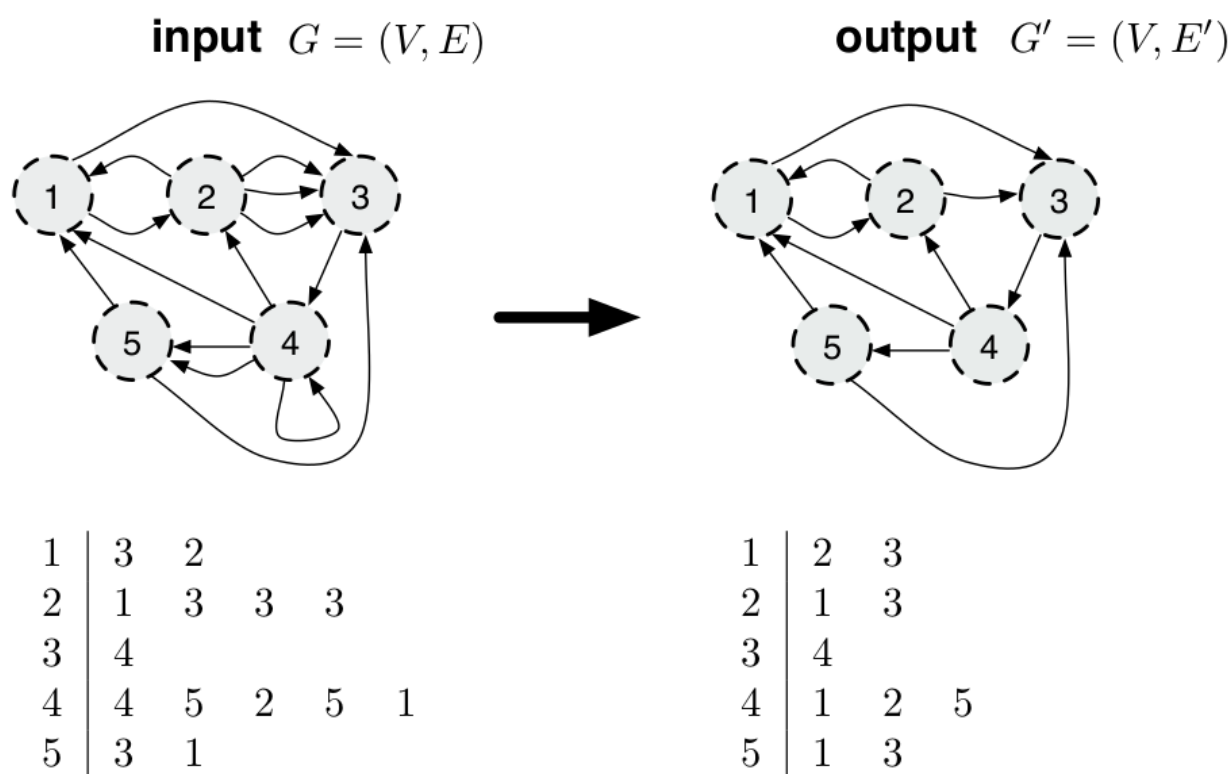 input G = (V, E)
output G′ = (V, E′)
1 2 3
5 4
1 2 3
5 4
1 3 2
2 1 3 3 3
3 4
4 4 5 2 5 1
5 3 1
1 2 3
2 1 3
3 4
4 1 2 5
5 1 3